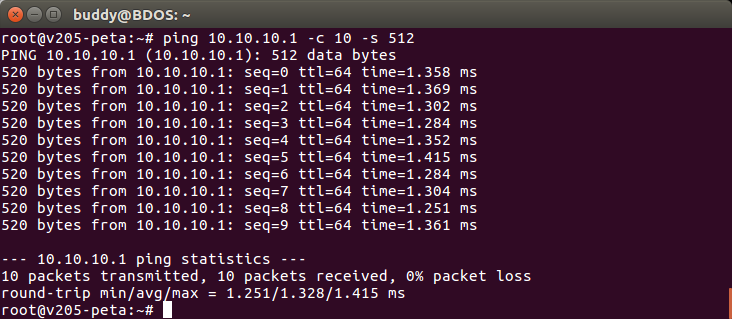 buddy@BDOS: ~
root@v205-peta:~# ping 10.10.10.1 -c 10 -s 512
PING 10.10.10.1 (10.10.10.1): 512 data bytes
520 bytes from 10.10.10.1: seq=0 ttl=64 time=1.358 ms
520 bytes from 10.10.10.1: seq=1 ttl=64 time=1.369 ms
520 bytes from 10.10.10.1: seq=2 ttl=64 time=1.302 ms
520 bytes from 10.10.10.1: seq=3 ttl=64 time=1.284 ms
520 bytes from 10.10.10.1: seq=4 ttl=64 time=1.352 ms
520 bytes from 10.10.10.1: seq=5 ttl=64 time=1.415 ms
520 bytes from 10.10.10.1: seq=6 ttl=64 time=1.284 ms
520 bytes from 10.10.10.1: seq=7 ttl=64 time=1.304 ms
520 bytes from 10.10.10.1: seq=8 ttl=64 time=1.251 ms
520 bytes from 10.10.10.1: seq=9 ttl=64 time=1.361 ms
--- 10.10.10.1 ping statistics ---
10 packets transmitted, 10 packets received, 0% packet loss
round-trip min/avg/max = 1.251/1.328/1.415 ms
root@v205-peta:~#